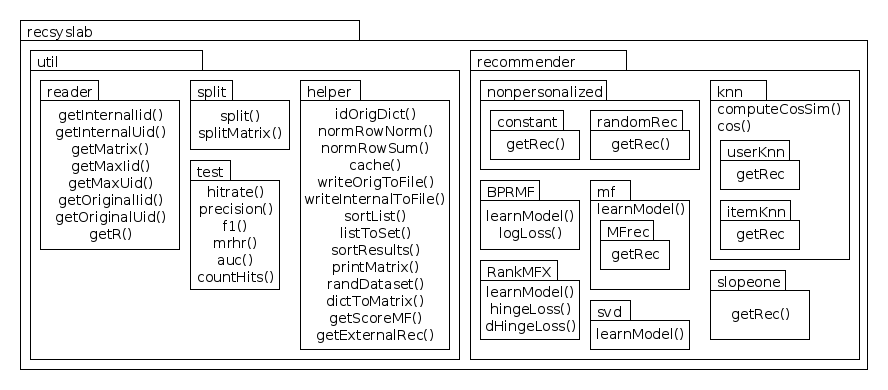 recsyslab
util
reader
getInternalIid()
getInternalUid()
getMatrix()
getMaxIid()
getMaxUid()
getOriginalIid()
getOriginalUid()
getR()
split
split()
splitMatrix()
test
hitrate()
precision()
f1()
mrhr()
auc()
countHits()
helper
idOrigDict()
normRowNorm()
normRowSum()
cache()
writeOrigToFile()
writeInternalToFile()
sortList()
listToSet()
sortResults()
printMatrix()
randDataset()
dictToMatrix()
getScoreMF()
getExternalRec()
recommender
nonpersonalized
constant
getRec()
randomRec
getRec()
BPRMF
learnModel()
logLoss()
RankMFX
learnModel()
hingeLoss()
dHingeLoss()
mf
learnModel()
MFrec
getRec
svd
learnModel()
knn
computeCosSim()
cos()
userKnn
getRec
itemKnn
getRec
slopeone
getRec()